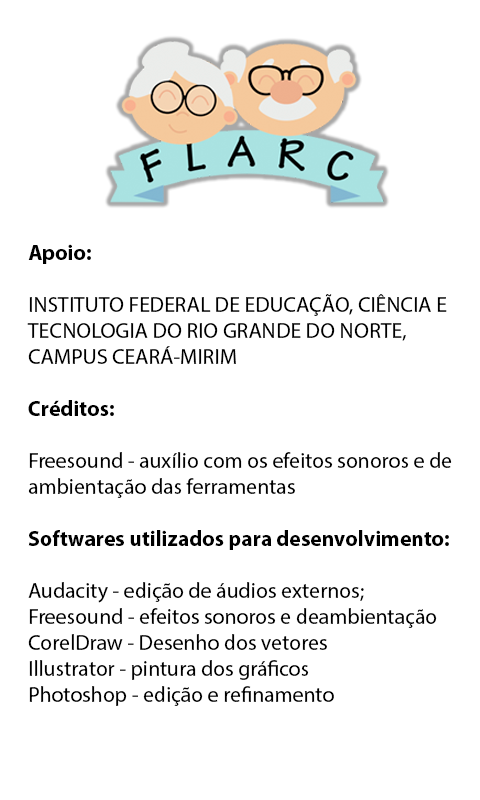 FLARC
Apoio:
INSTITUTO FEDERAL DE EDUCAÇÃO, CIÊNCIA E
TECNOLOGIA DO RIO GRANDE DO NORTE,
CAMPUS CEARÁ-MIRIM
Créditos:
Freesound - auxílio com os efeitos sonoros e de
ambientação das ferramentas
Softwares utilizados para desenvolvimento:
Audacity - edição de áudios externos;
Freesound - efeitos sonoros e deambientação
CorelDraw - Desenho dos vetores
Illustrator - pintura dos gráficos
Photoshop - edição e refinamento